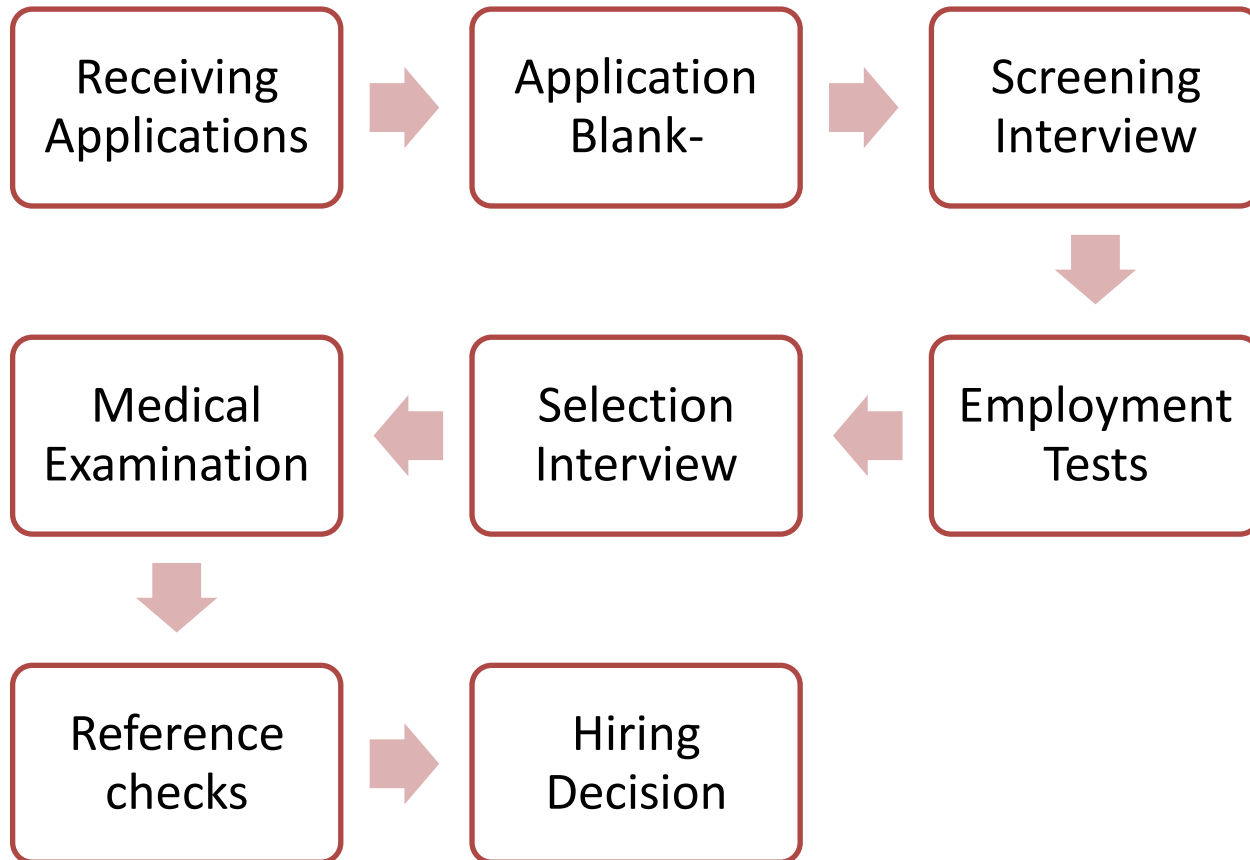 Receiving
Applications
Application
Blank-
Screening
Interview
Employment
Tests
Selection
Interview
Medical
Examination
Reference
checks
Hiring
Decision